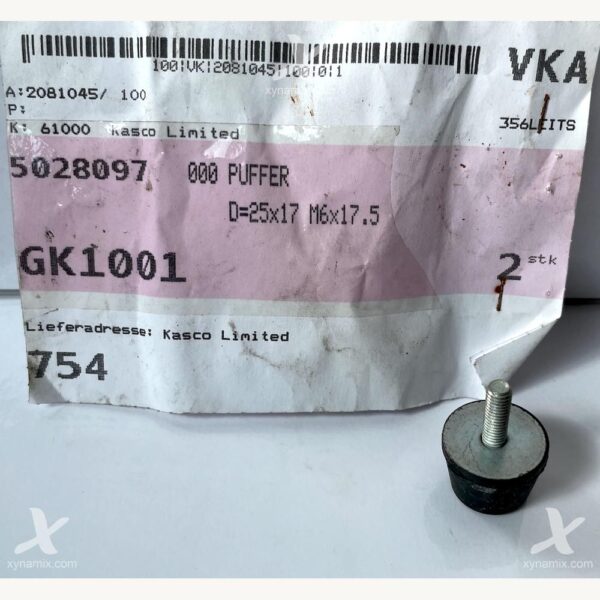 100|VK|2081045|100|0|1
VKA
A:2081045/ 100
P:
356LEITS
K: 61000 Kasco Limited
5028097 000 PUFFER
D=25x17 M6x17.5
GK1001
2 stk
Lieferadresse: Kasco Limited
754
xynamix.com
xynamix.com